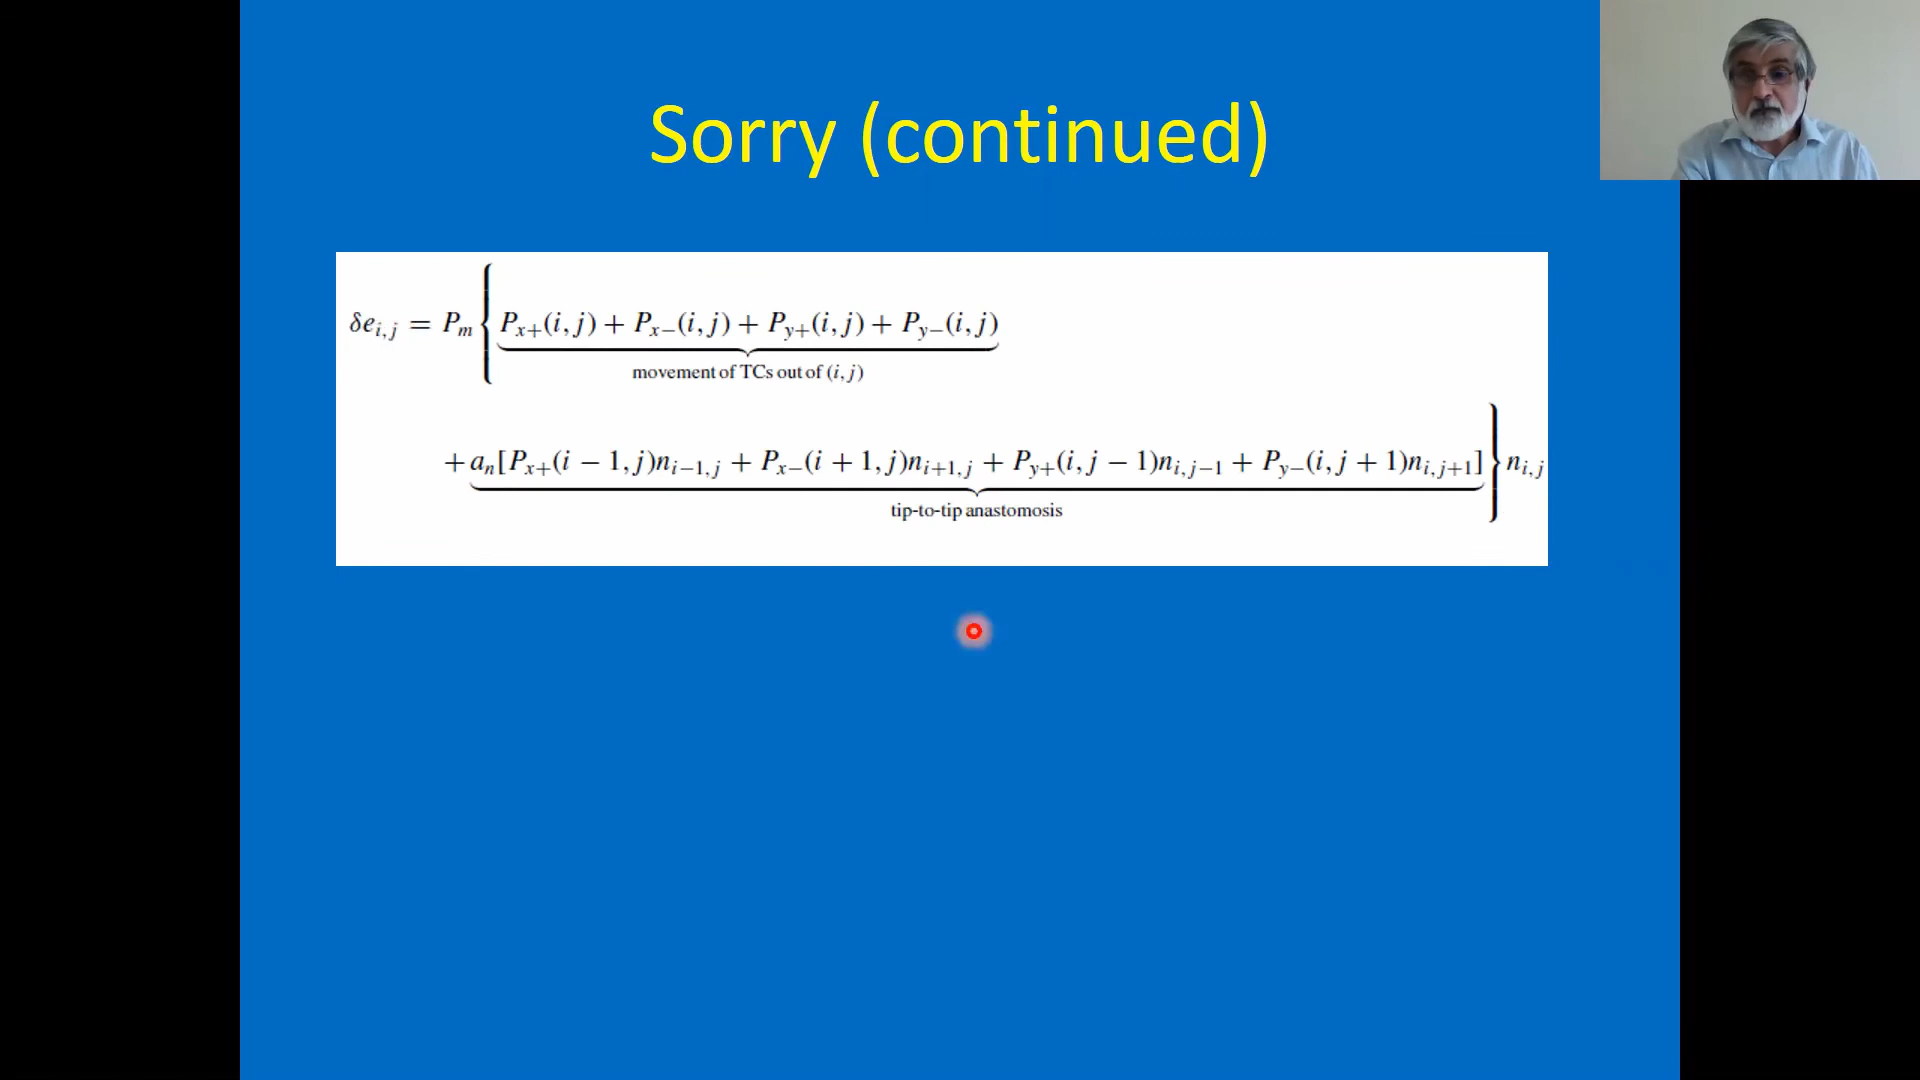 Sorry (continued)
δe_{i,j} = P_m { P_{x+}(i, j) + P_{x−}(i, j) + P_{y+}(i, j) + P_{y−}(i, j)
movement of TCs out of (i, j)
+ a_n[P_{x+}(i − 1, j)n_{i−1,j} + P_{x−}(i + 1, j)n_{i+1,j} + P_{y+}(i, j − 1)n_{i,j−1} + P_{y−}(i, j + 1)n_{i,j+1}] } n_{i,j}
tip-to-tip anastomosis